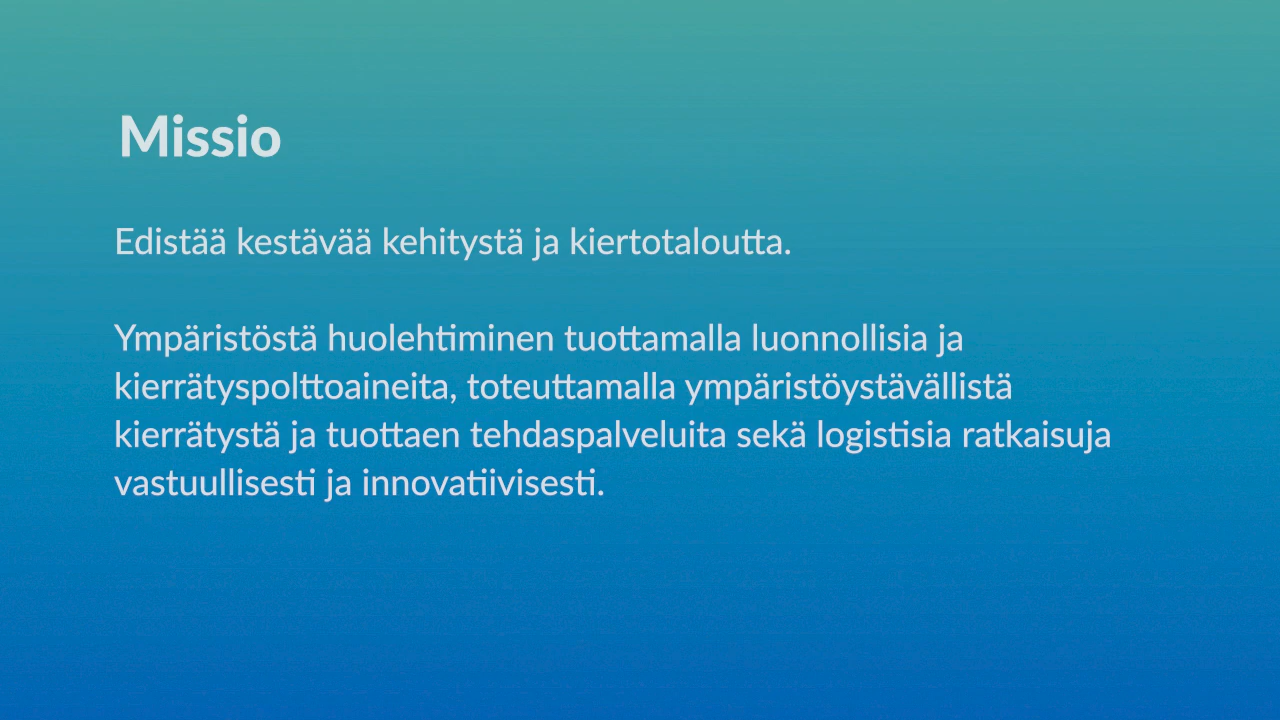 Missio
Edistää kestävää kehitystä ja kiertotaloutta.
Ympäristöstä huolehtiminen tuottamalla luonnollisia ja
kierrätyspolttoaineita, toteuttamalla ympäristöystävällistä
kierrätystä ja tuottaen tehdaspalveluita sekä logistisia ratkaisuja
vastuullisesti ja innovatiivisesti.